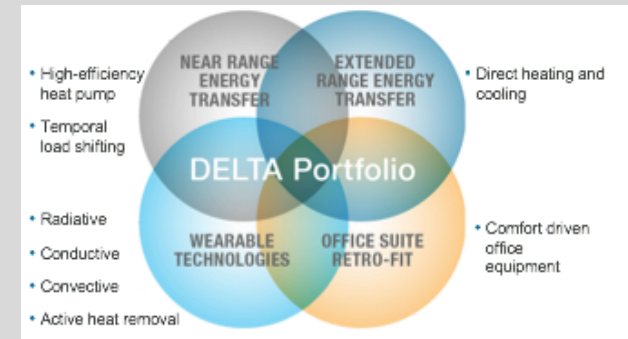 NEAR RANGE
ENERGY
TRANSFER
EXTENDED
RANGE ENERGY
TRANSFER
• High-efficiency
heat pump
• Temporal
load shifting
• Direct heating and
cooling
DELTA Portfolio
• Radiative
• Conductive
• Convective
• Active heat removal
WEARABLE
TECHNOLOGIES
OFFICE SUITE
RETRO-FIT
• Comfort driven
office
equipment